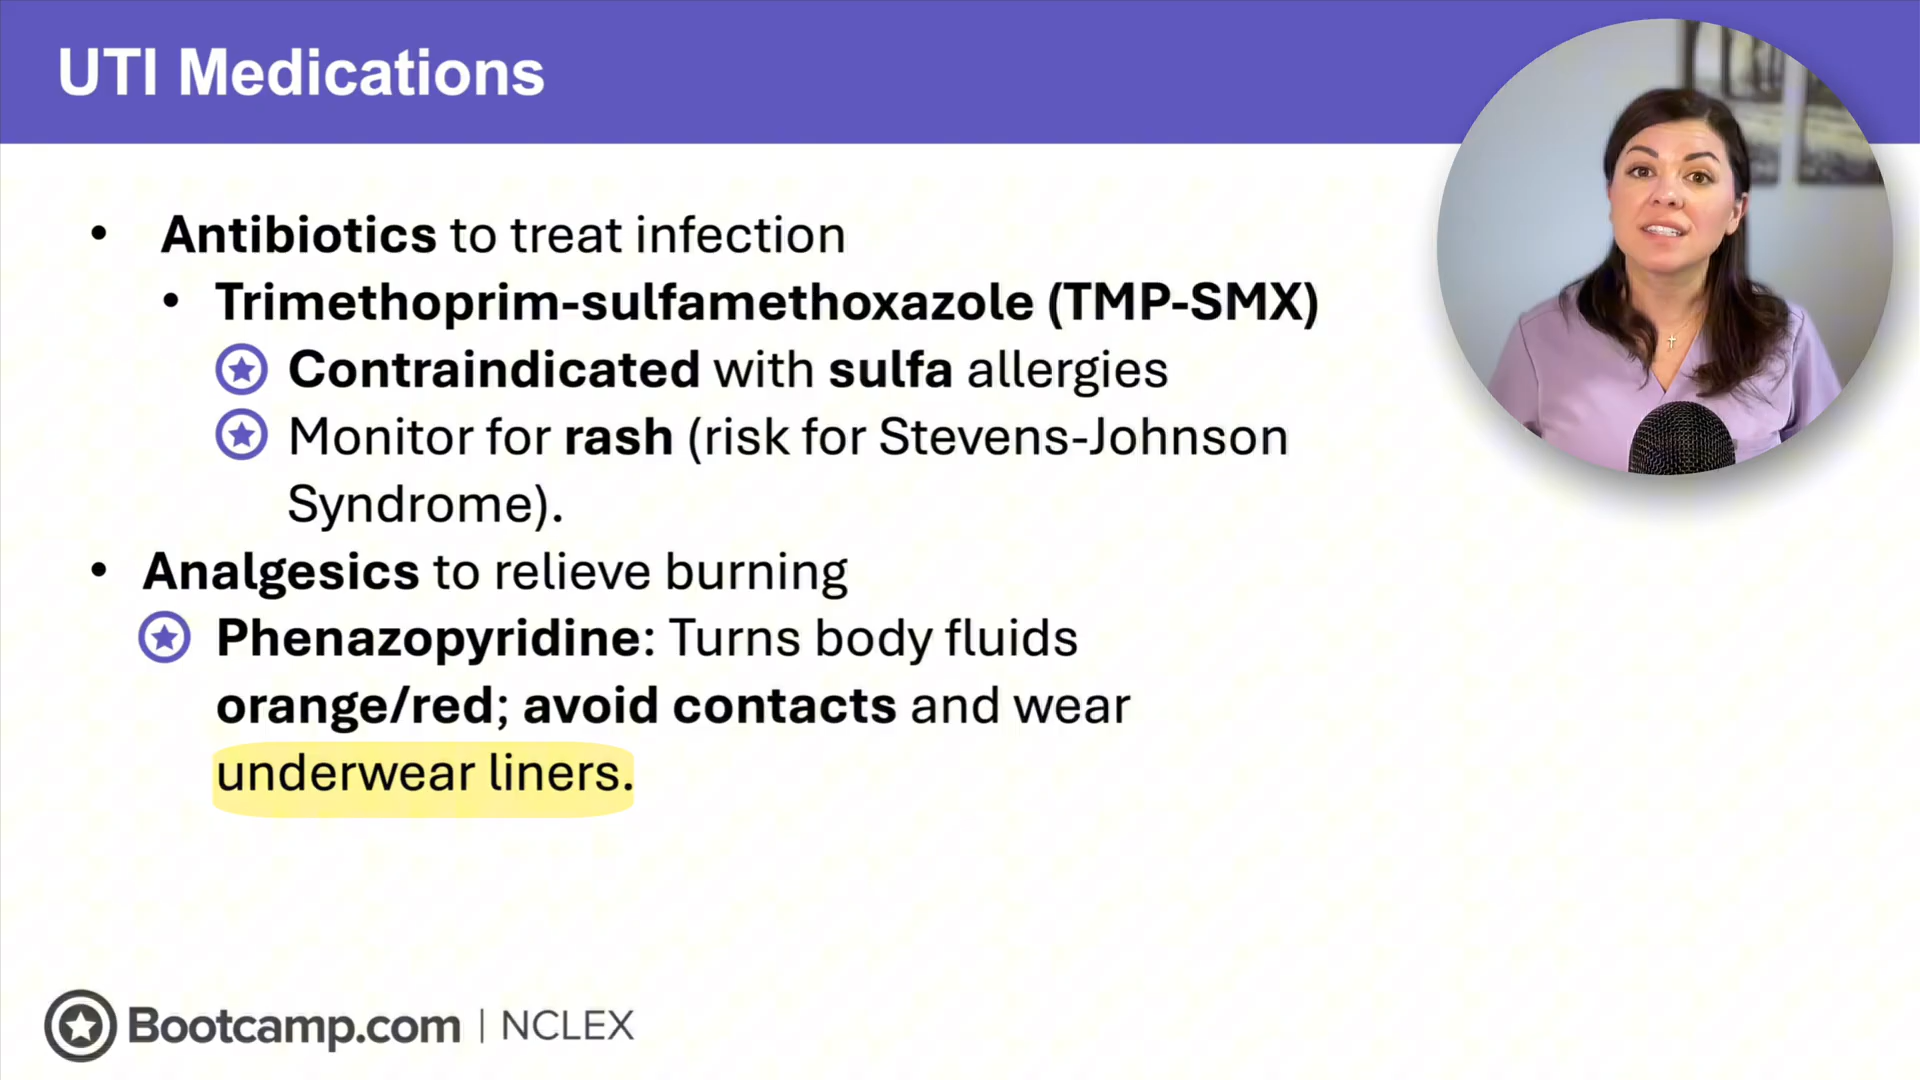 UTI Medications
• Antibiotics to treat infection
• Trimethoprim-sulfamethoxazole (TMP-SMX)
Contraindicated with sulfa allergies
Monitor for rash (risk for Stevens-Johnson
Syndrome).
• Analgesics to relieve burning
Phenazopyridine: Turns body fluids
orange/red; avoid contacts and wear
underwear liners.
Bootcamp.com | NCLEX